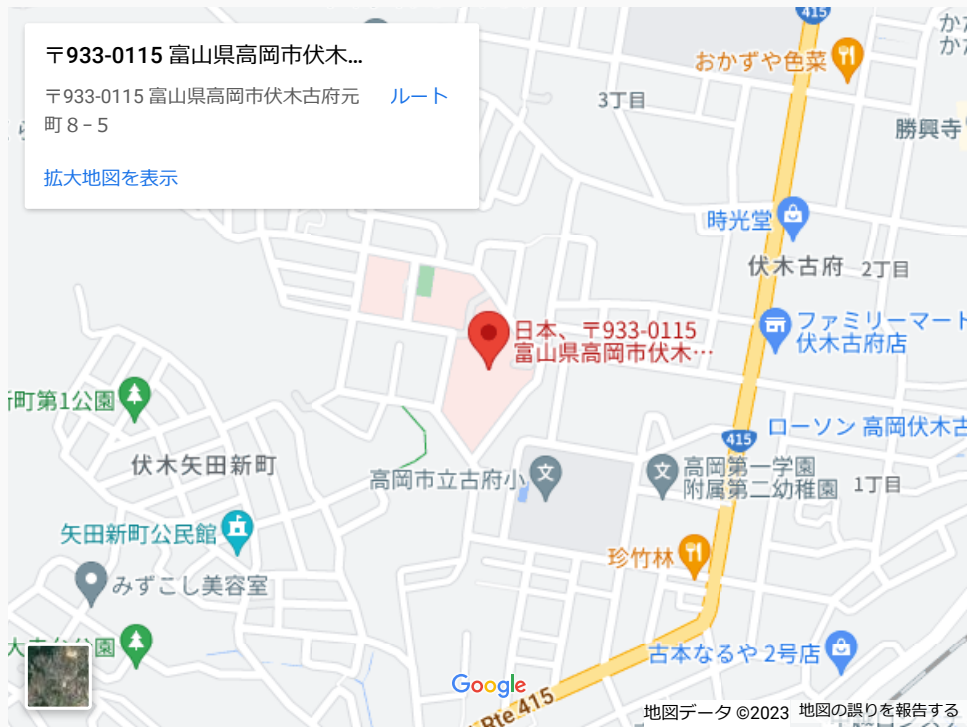 〒933-0115 富山県高岡市伏木...
〒933-0115 富山県高岡市伏木古府元
町８−５
ルート
拡大地図を表示
415
おかずや色菜
3丁目
勝興寺
時光堂
伏木古府
2丁目
日本、〒933-0115
富山県高岡市伏木…
ファミリーマート
伏木古府店
町第1公園
415
ローソン 高岡伏木古
伏木矢田新町
高岡市立古府小
高岡第一学園
附属第二幼稚園
1丁目
矢田新町公民館
珍竹林
みずこし美容室
古本なるや 2号店
Google
Rte 415
地図データ ©2023
地図の誤りを報告する